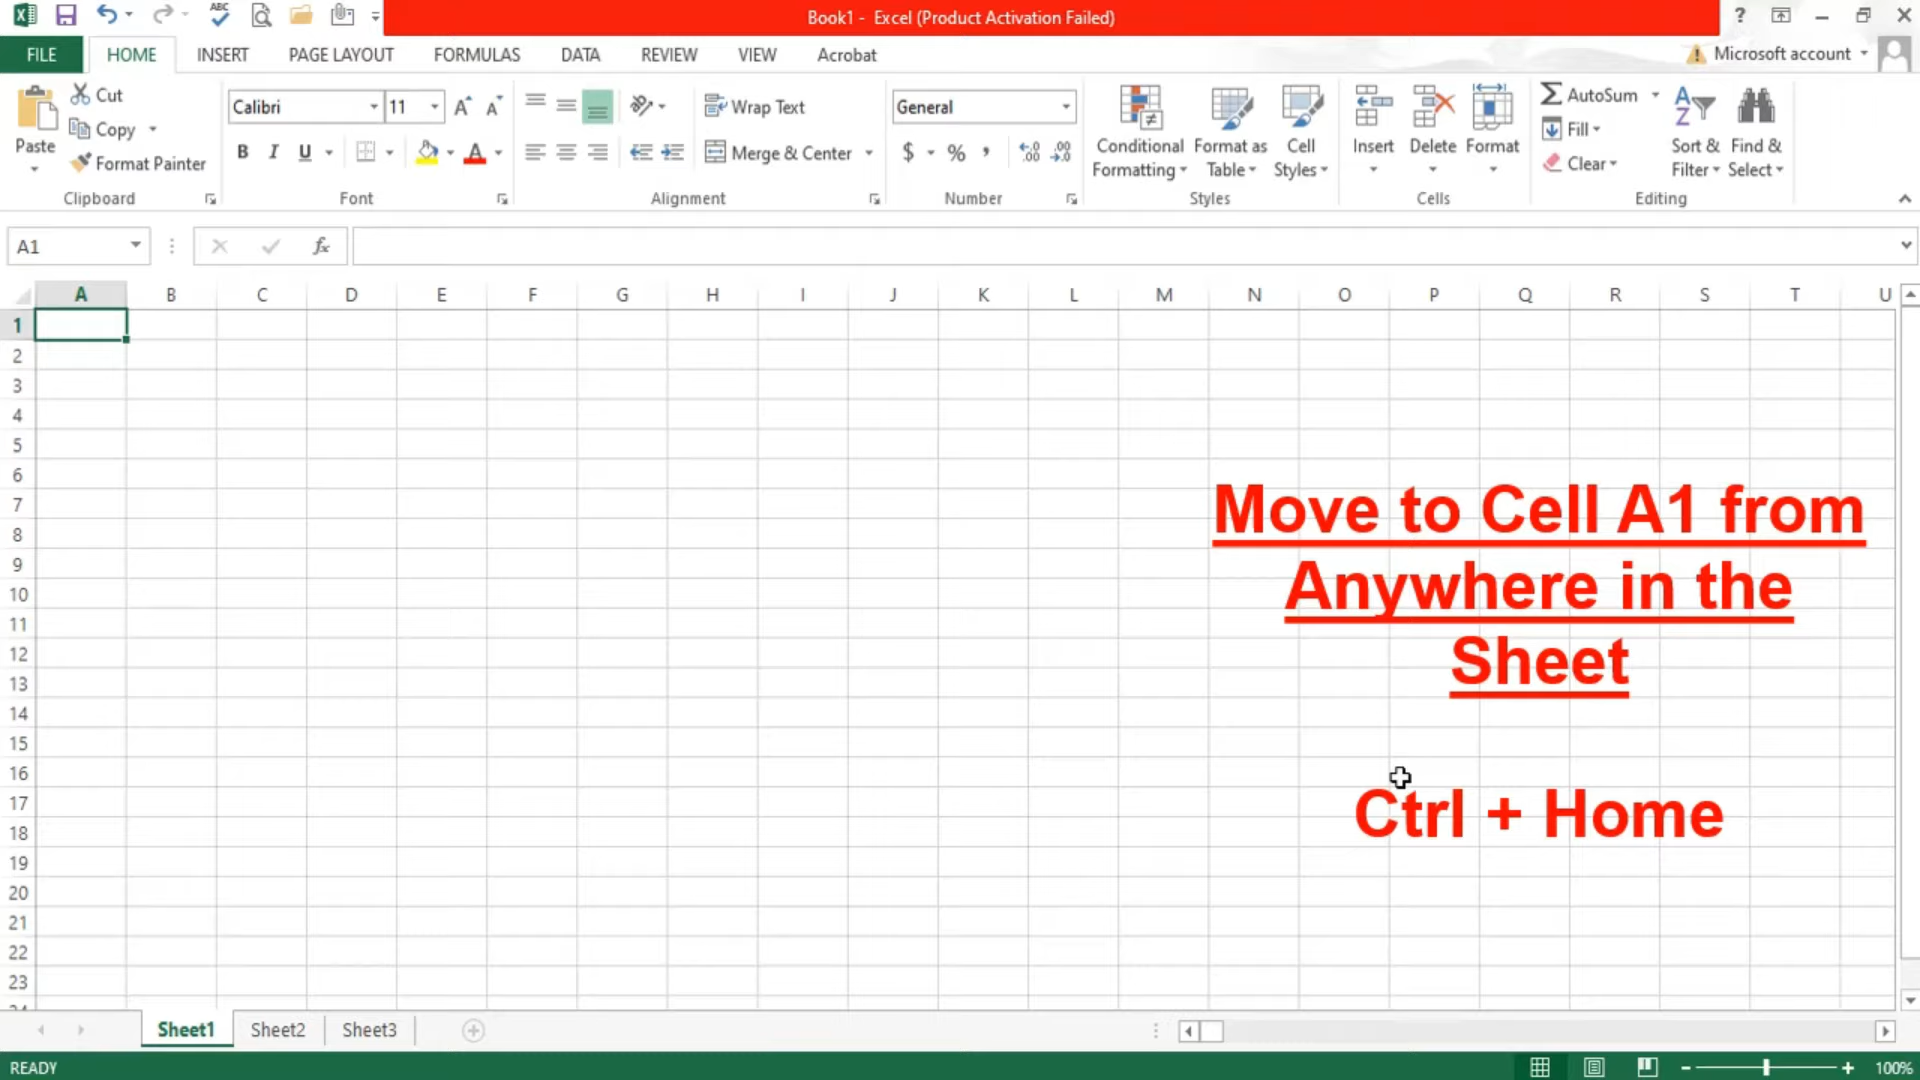 Book1 - Excel (Product Activation Failed)
?
FILE HOME INSERT PAGE LAYOUT FORMULAS DATA REVIEW VIEW Acrobat Microsoft account
Paste
Cut
Copy
Format Painter
Clipboard
Calibri 11
B I U A
Font
Wrap Text
Merge & Center
Alignment
General
$ % ,
Number
Conditional
Formatting
Format as
Table
Cell
Styles
Styles
Insert
Delete
Format
Cells
AutoSum
Fill
Clear
Sort &
Filter
Find &
Select
Editing
A1 fx
A B C D E F G H I J K L M N O P Q R S T U
1
2
3
4
5
6
7
8
9
10
11
12
13
14
15
16
17
18
19
20
21
22
23
Move to Cell A1 from
Anywhere in the
Sheet
Ctrl + Home
Sheet1 Sheet2 Sheet3
READY 100%